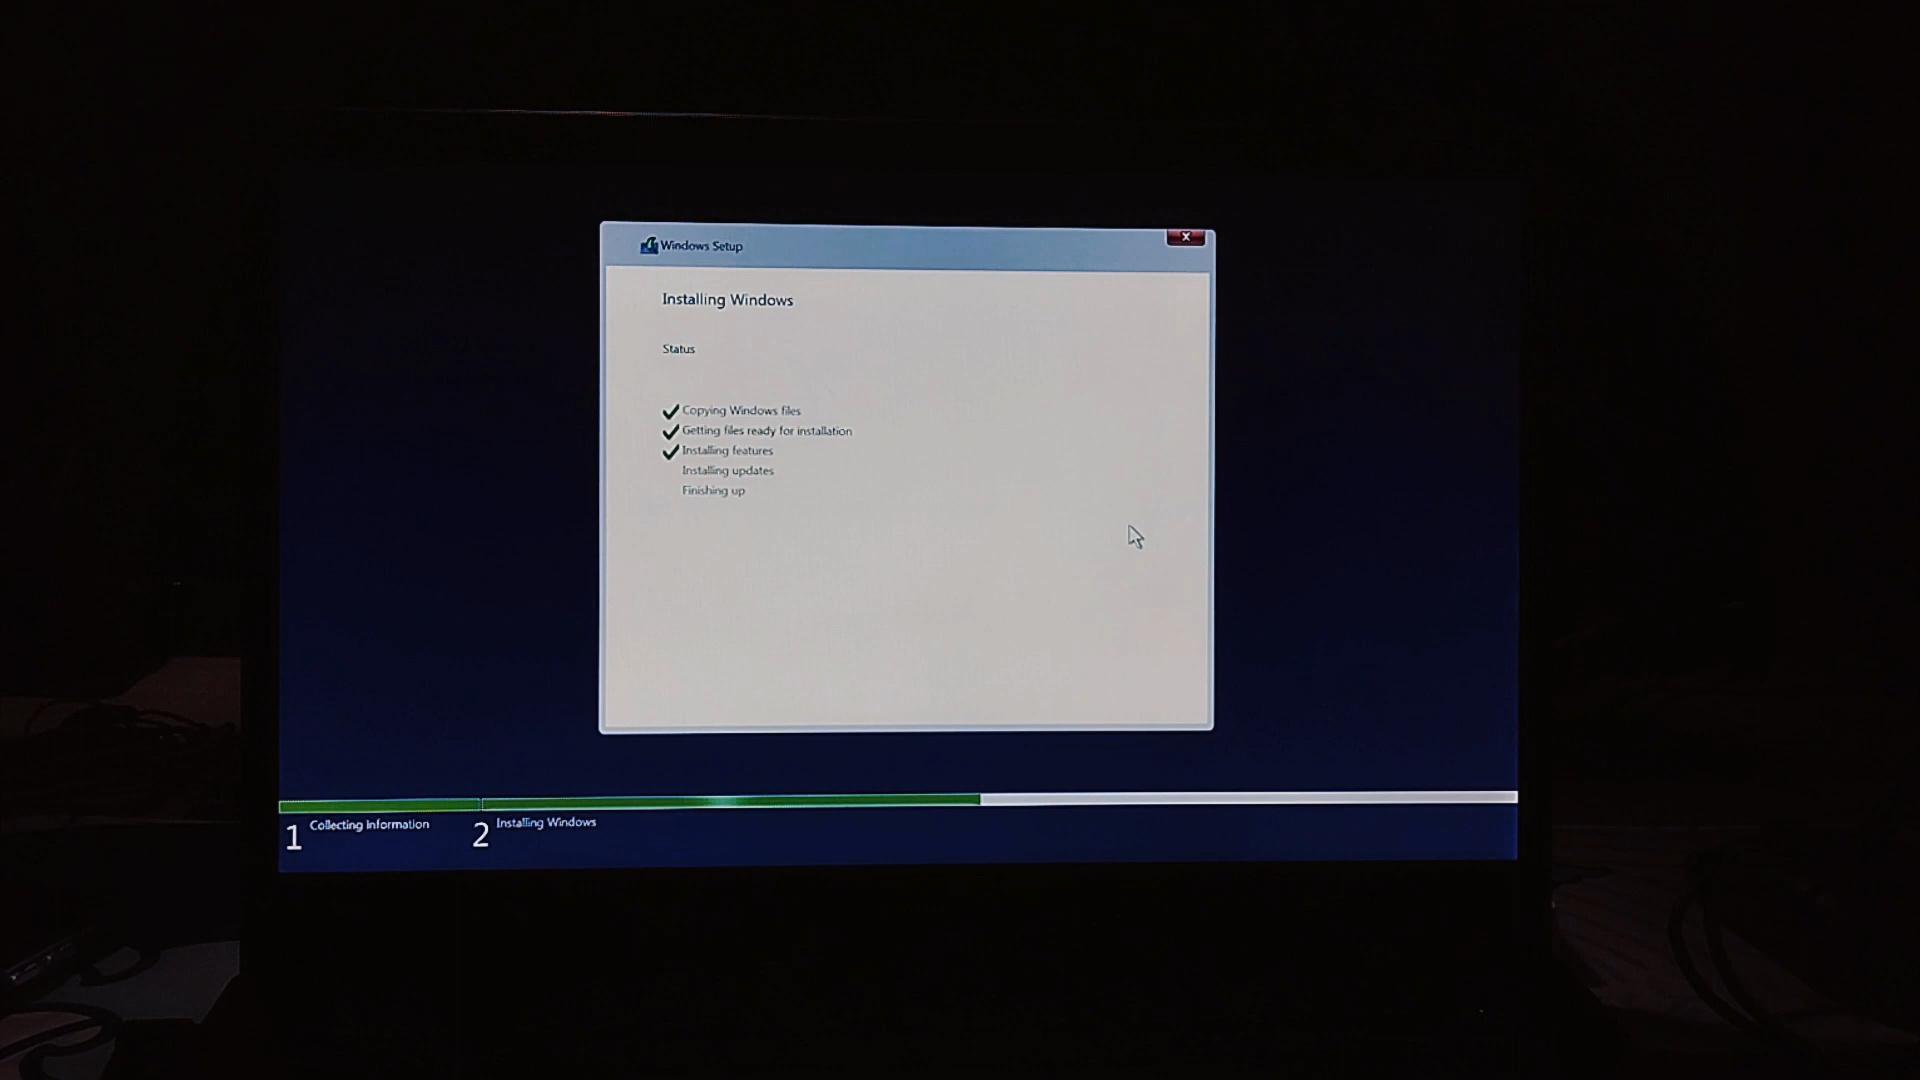 Windows Setup
Installing Windows
Status
Copying Windows files
Getting files ready for installation
Installing features
Installing updates
Finishing up
1 Collecting information
2 Installing Windows